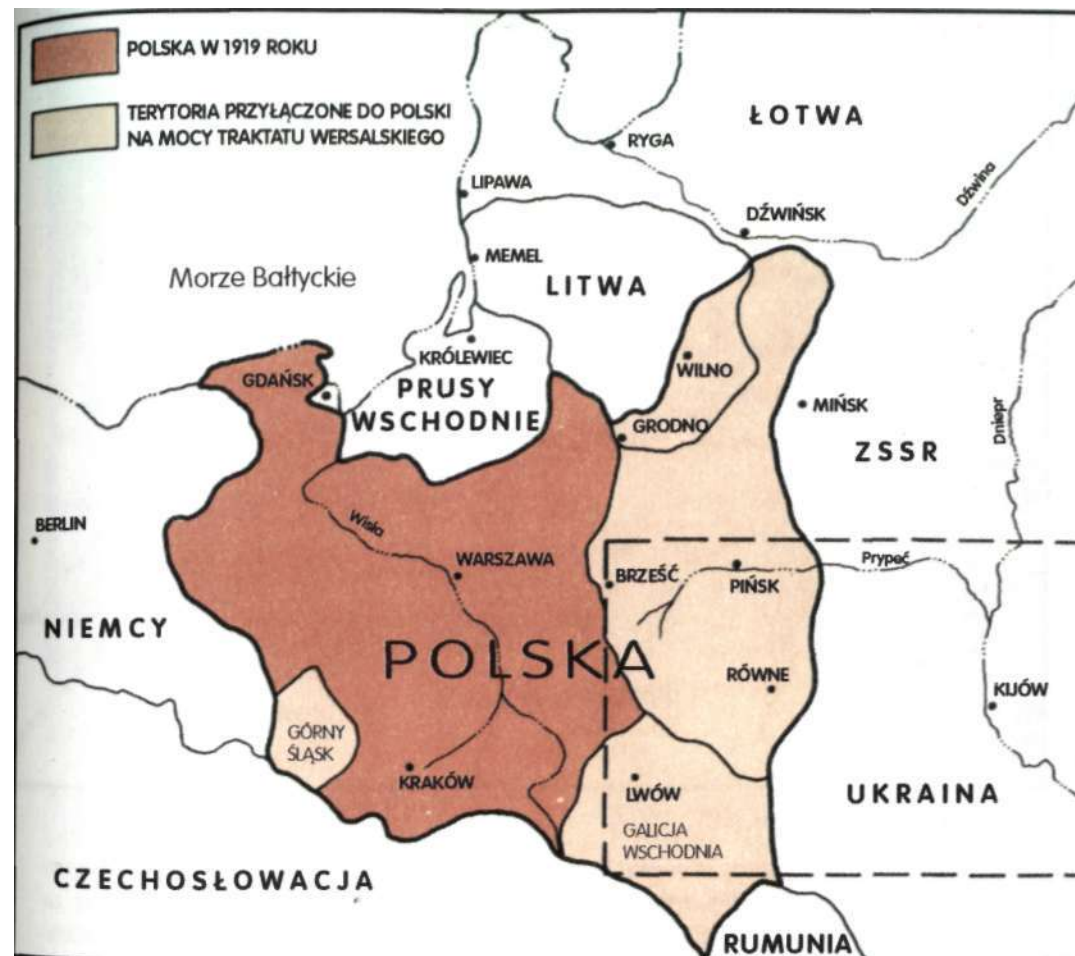 POLSKA W 1919 ROKU
TERYTORIA PRZYŁĄCZONE DO POLSKI
NA MOCY TRAKTATU WERSALSKIEGO
ŁOTWA
RYGA
LIPAWA
Dźwina
DŹWIŃSK
MEMEL
Morze Bałtyckie
LITWA
KRÓLEWIEC
WILNO
GDAŃSK
PRUSY
WSCHODNIE
MIŃSK
GRODNO
Dniepr
ZSSR
BERLIN
Wisła
WARSZAWA
BRZEŚĆ
PIŃSK
Prypeć
NIEMCY
POLSKA
RÓWNE
KIJÓW
GÓRNY
ŚLĄSK
KRAKÓW
LWÓW
UKRAINA
GALICJA
WSCHODNIA
CZECHOSŁOWACJA
RUMUNIA